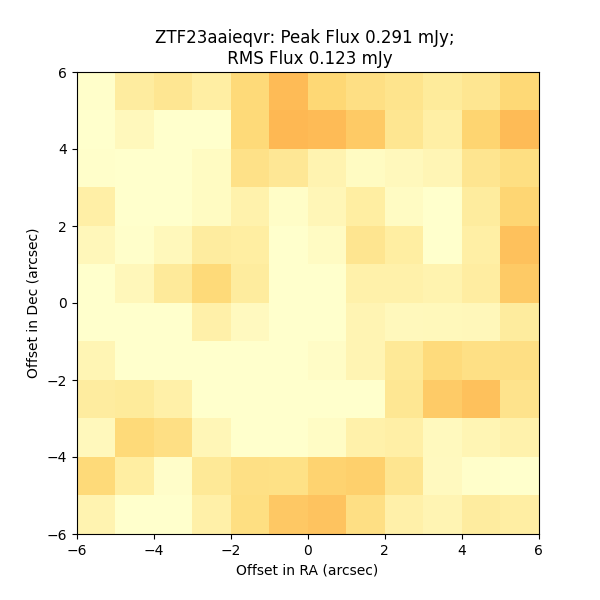 ZTF23aaieqvr: Peak Flux 0.291 mJy;
RMS Flux 0.123 mJy
6
4
2
0
−2
−4
−6
Offset in Dec (arcsec)
−6 −4 −2 0 2 4 6
Offset in RA (arcsec)